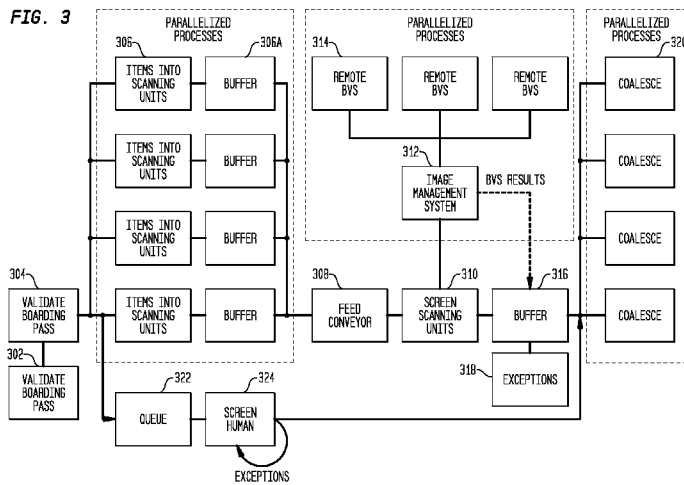 FIG. 3
PARALLELIZED
PROCESSES
PARALLELIZED
PROCESSES
PARALLELIZED
PROCESSES
306
306A
314
320
ITEMS INTO
SCANNING
UNITS
BUFFER
REMOTE
BVS
REMOTE
BVS
REMOTE
BVS
COALESCE
ITEMS INTO
SCANNING
UNITS
BUFFER
312
IMAGE
MANAGEMENT
SYSTEM
BVS RESULTS
COALESCE
ITEMS INTO
SCANNING
UNITS
BUFFER
COALESCE
304
308
310
316
VALIDATE
BOARDING
PASS
ITEMS INTO
SCANNING
UNITS
BUFFER
FEED
CONVEYOR
SCREEN
SCANNING
UNITS
BUFFER
COALESCE
302
VALIDATE
BOARDING
PASS
322
324
318
EXCEPTIONS
QUEUE
SCREEN
HUMAN
EXCEPTIONS